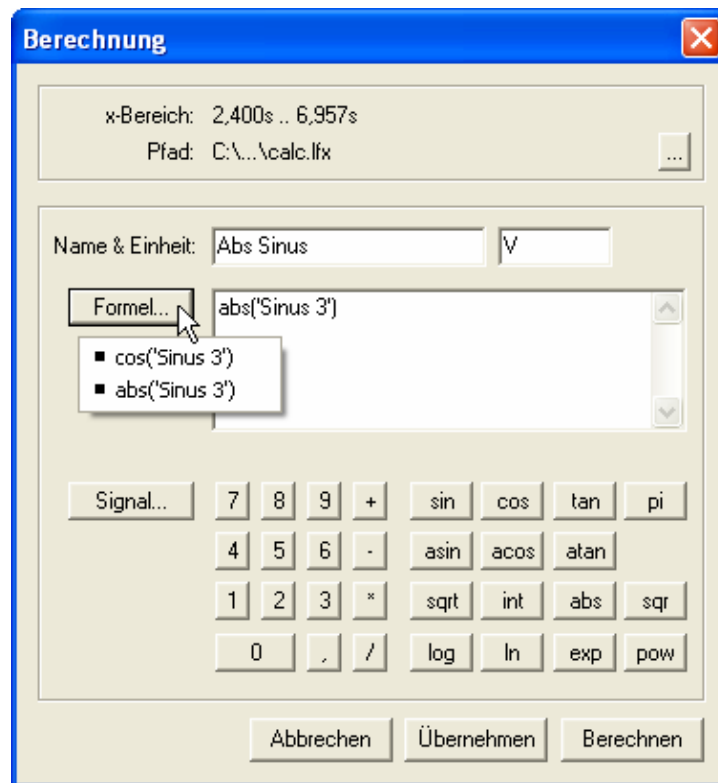 Berechnung
x-Bereich: 2,400s .. 6,957s
Pfad: C:\...\calc.lfx
...
Name & Einheit: Abs Sinus V
Formel... abs('Sinus 3')
cos('Sinus 3')
abs('Sinus 3')
Signal... 7 8 9 + sin cos tan pi
4 5 6 - asin acos atan
1 2 3 * sqrt int abs sqr
0 , / log ln exp pow
Abbrechen Übernehmen Berechnen